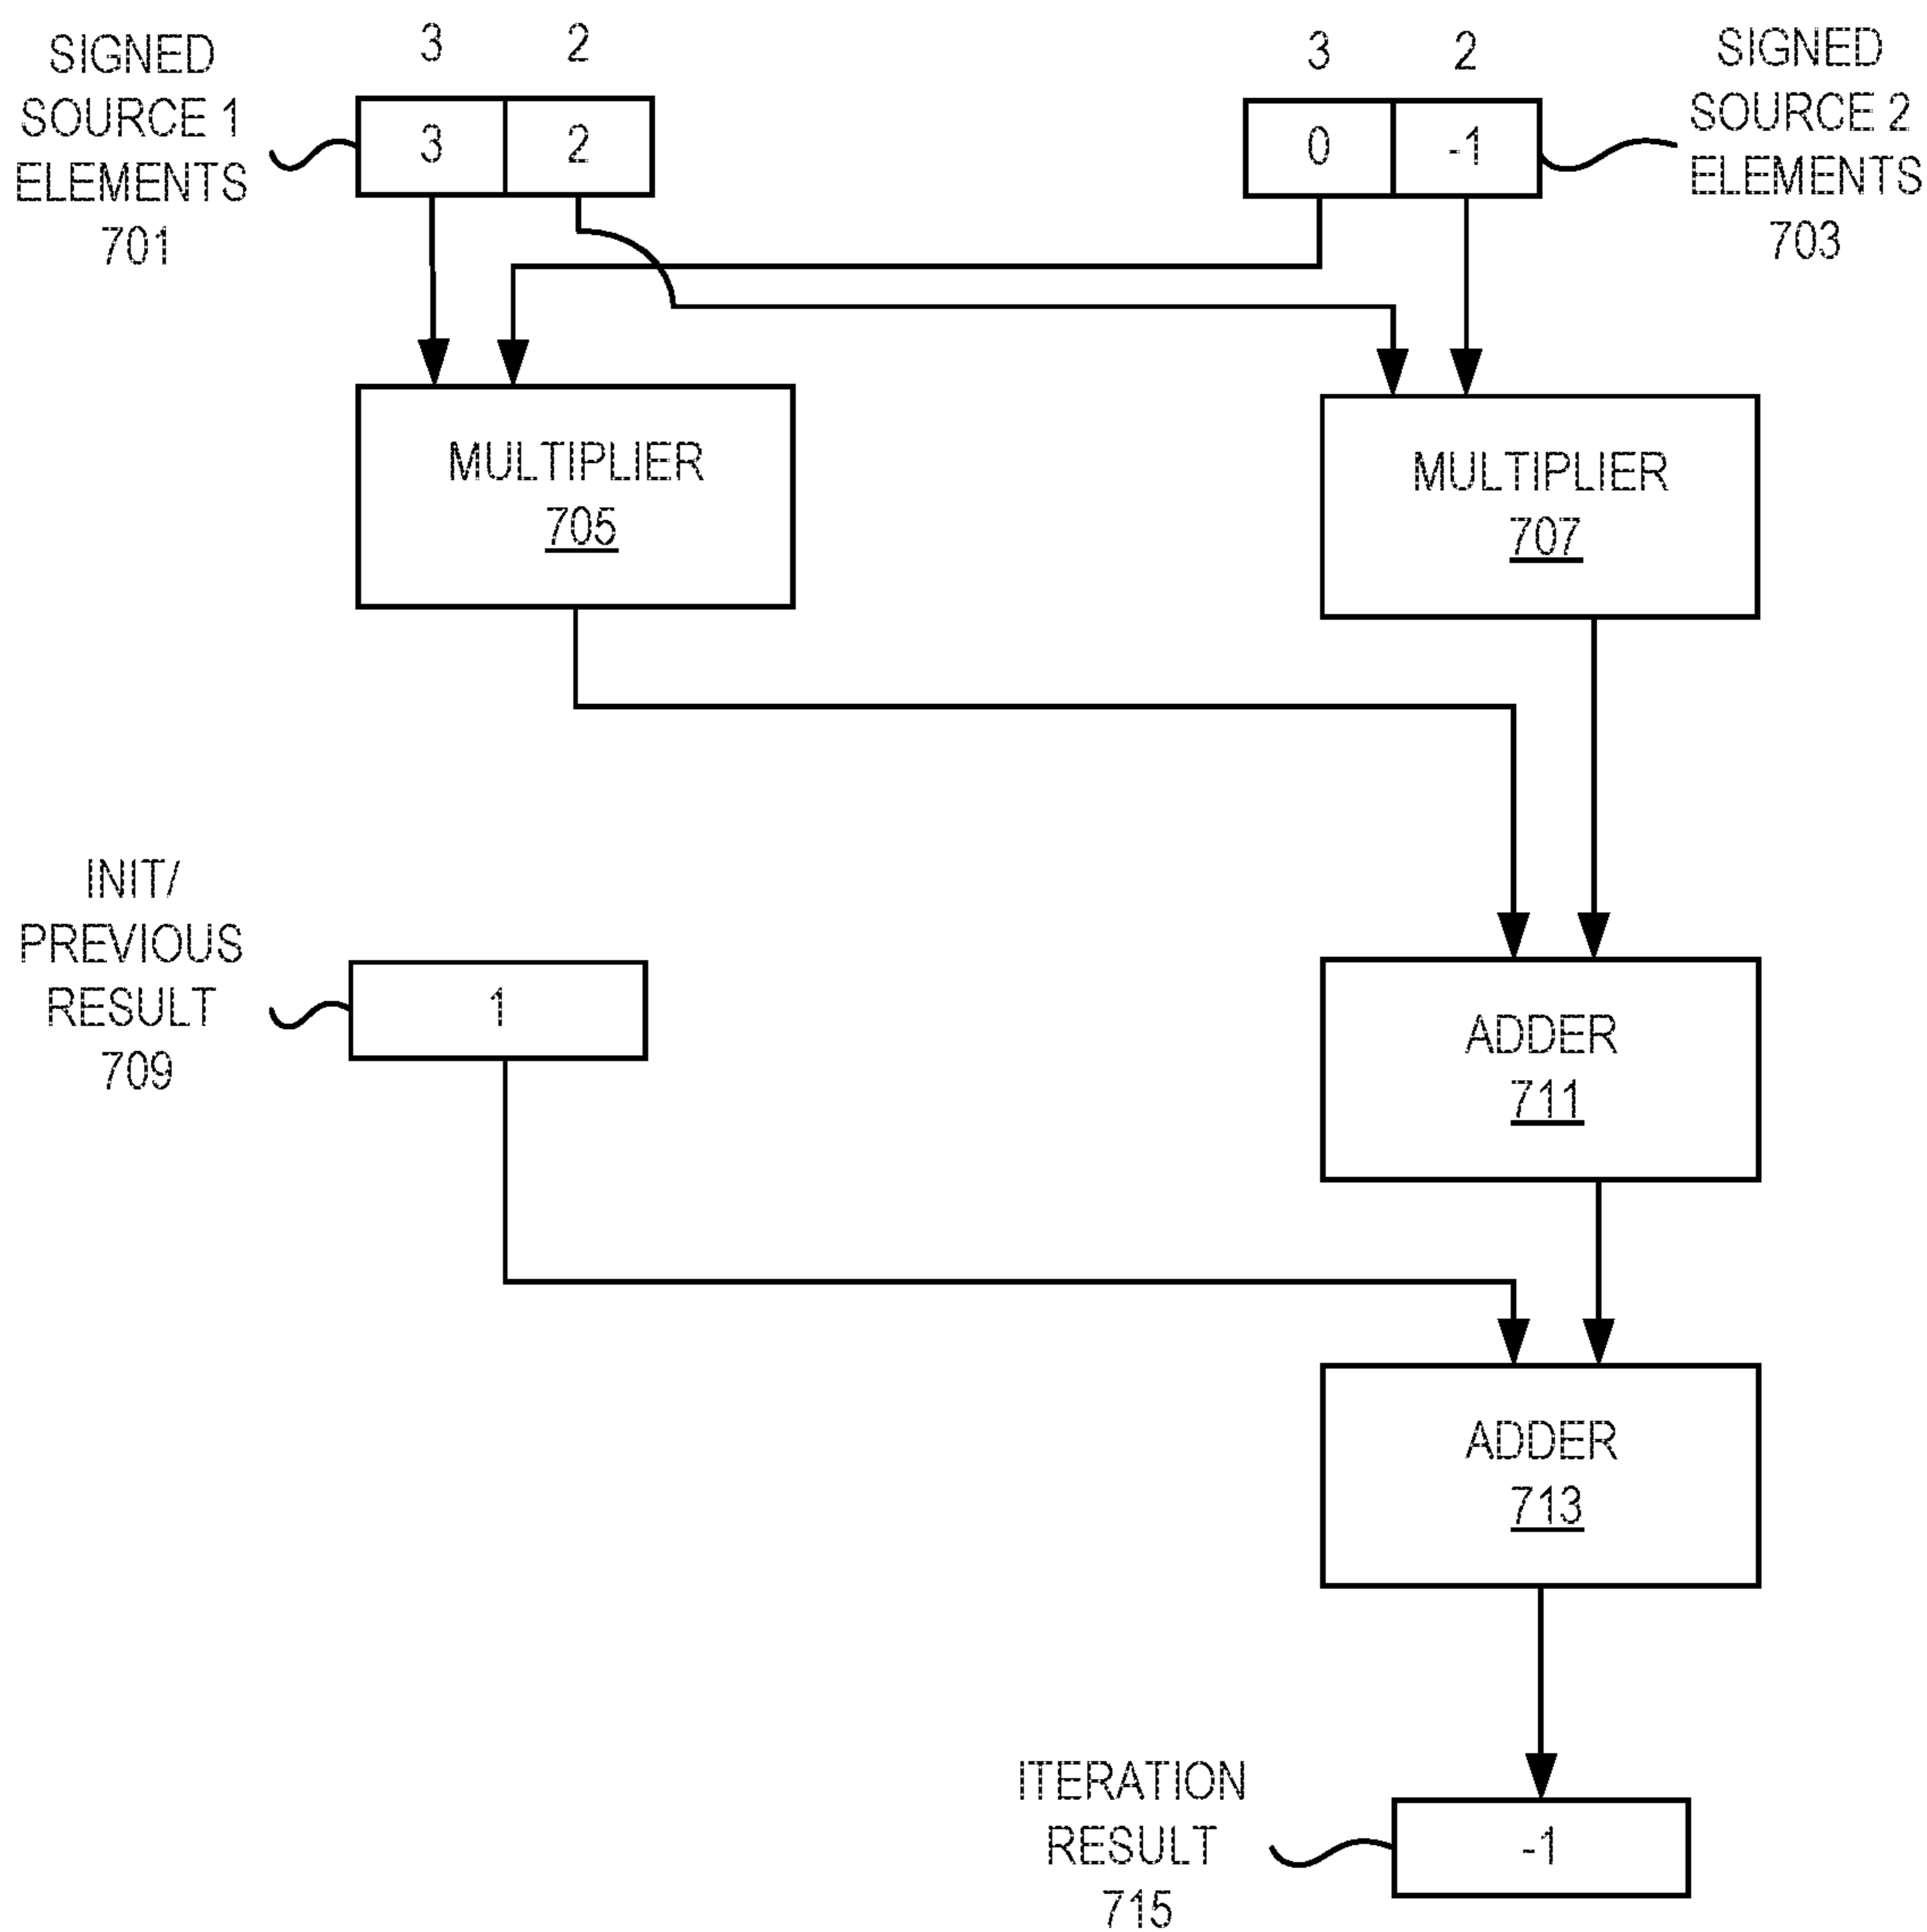 SIGNED
SOURCE 1
ELEMENTS
701
3 2
3 2
3 2
0 -1
SIGNED
SOURCE 2
ELEMENTS
703
MULTIPLIER
705
MULTIPLIER
707
INIT/
PREVIOUS
RESULT
709
1
ADDER
711
ADDER
713
ITERATION
RESULT
715
-1